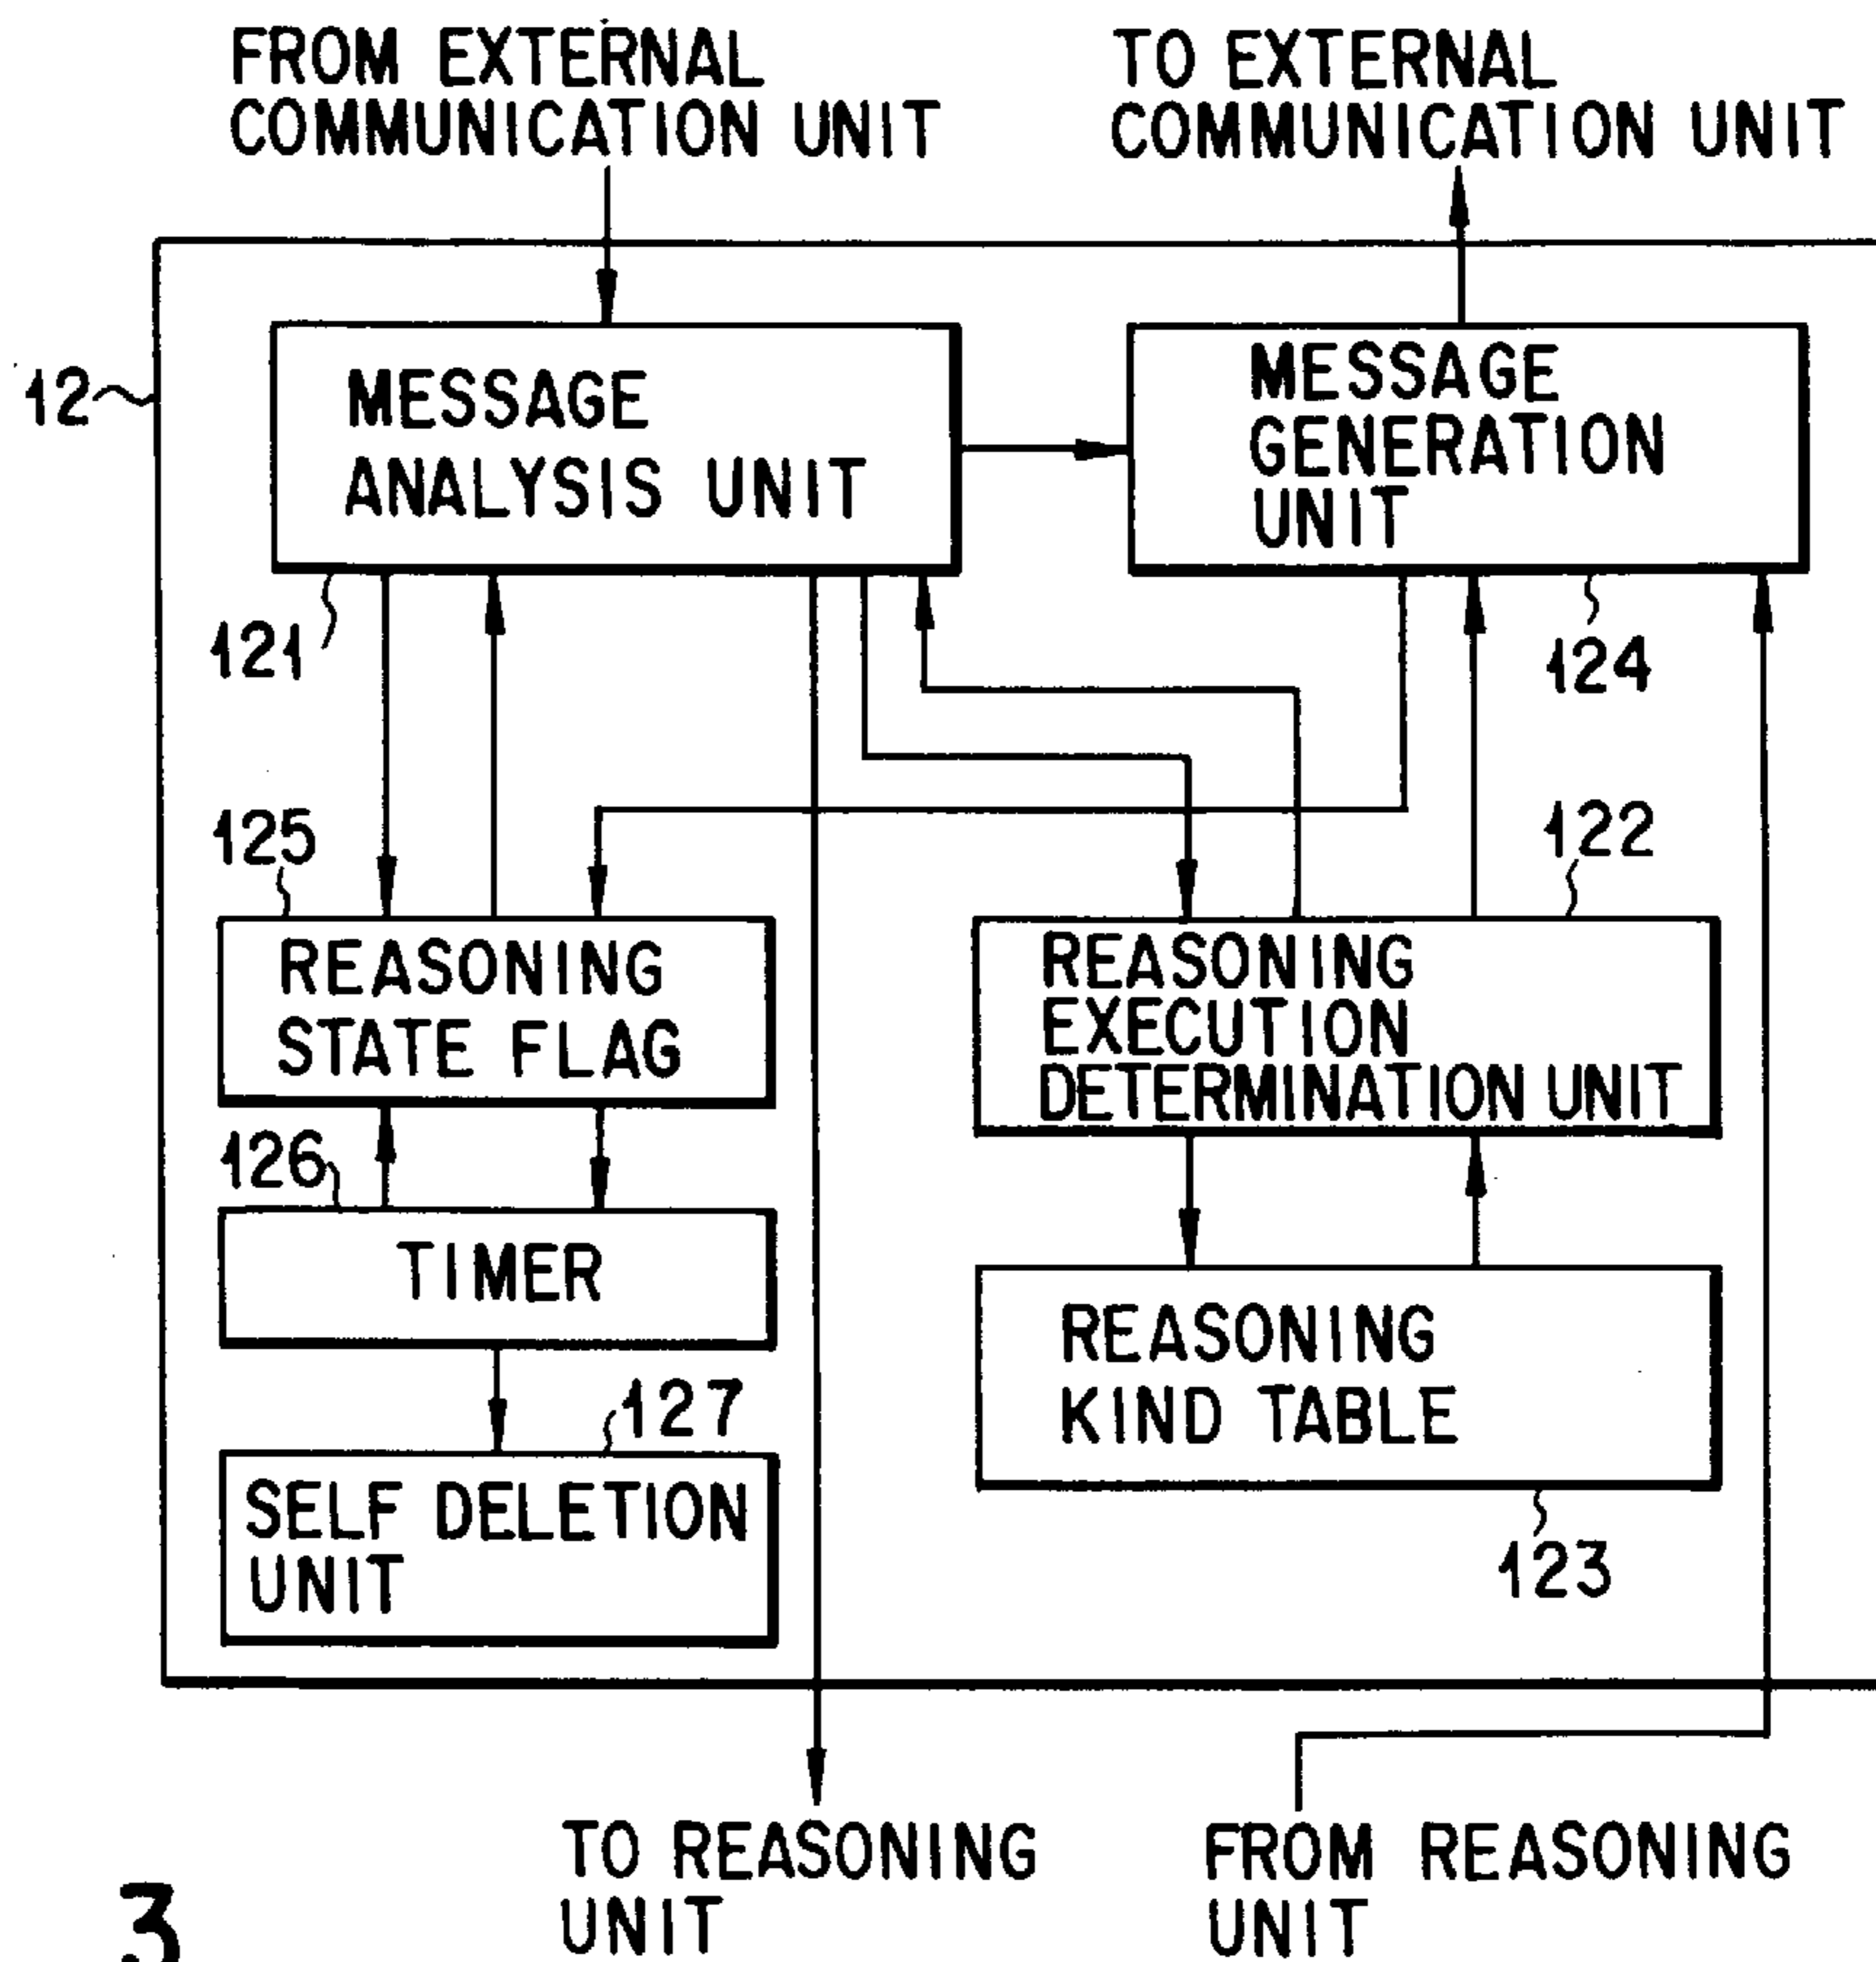 FROM EXTERNAL
COMMUNICATION UNIT
TO EXTERNAL
COMMUNICATION UNIT
12
MESSAGE
ANALYSIS UNIT
MESSAGE
GENERATION
UNIT
121
124
125
122
REASONING
STATE FLAG
REASONING
EXECUTION
DETERMINATION UNIT
126
TIMER
REASONING
KIND TABLE
127
SELF DELETION
UNIT
123
TO REASONING
UNIT
FROM REASONING
UNIT
3